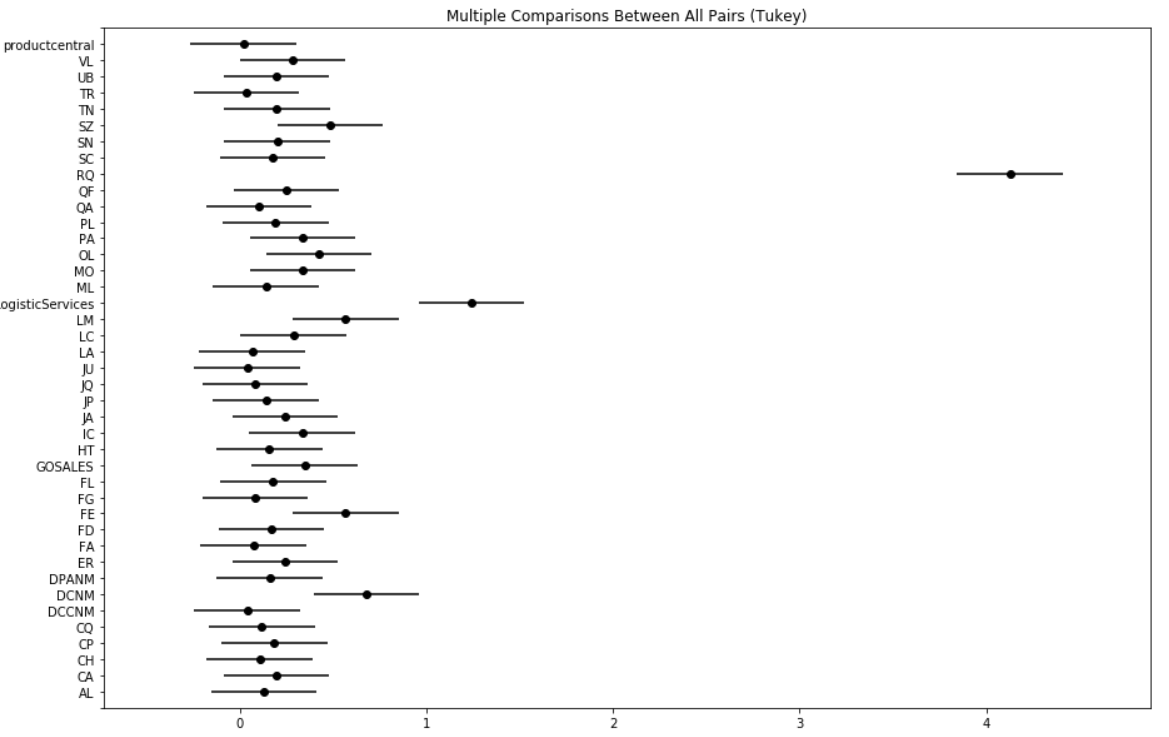 Multiple Comparisons Between All Pairs (Tukey)
productcentral
VL
UB
TR
TN
SZ
SN
SC
RQ
QF
QA
PL
PA
OL
MO
ML
ogisticServices
LM
LC
LA
JU
JQ
JP
JA
IC
HT
GOSALES
FL
FG
FE
FD
FA
ER
DPANM
DCNM
DCCNM
CQ
CP
CH
CA
AL
0 1 2 3 4